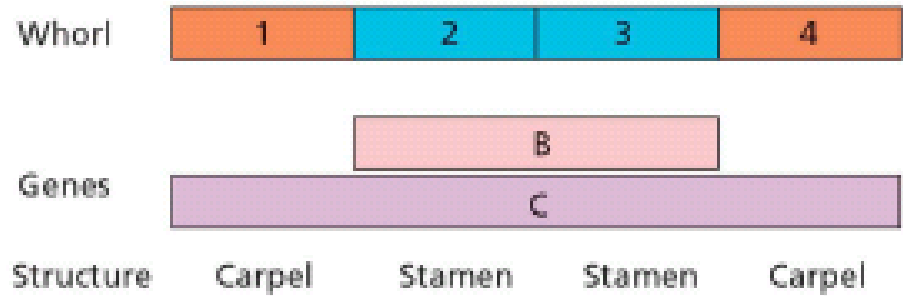 Whorl 1 2 3 4
B
Genes
C
Structure Carpel Stamen Stamen Carpel